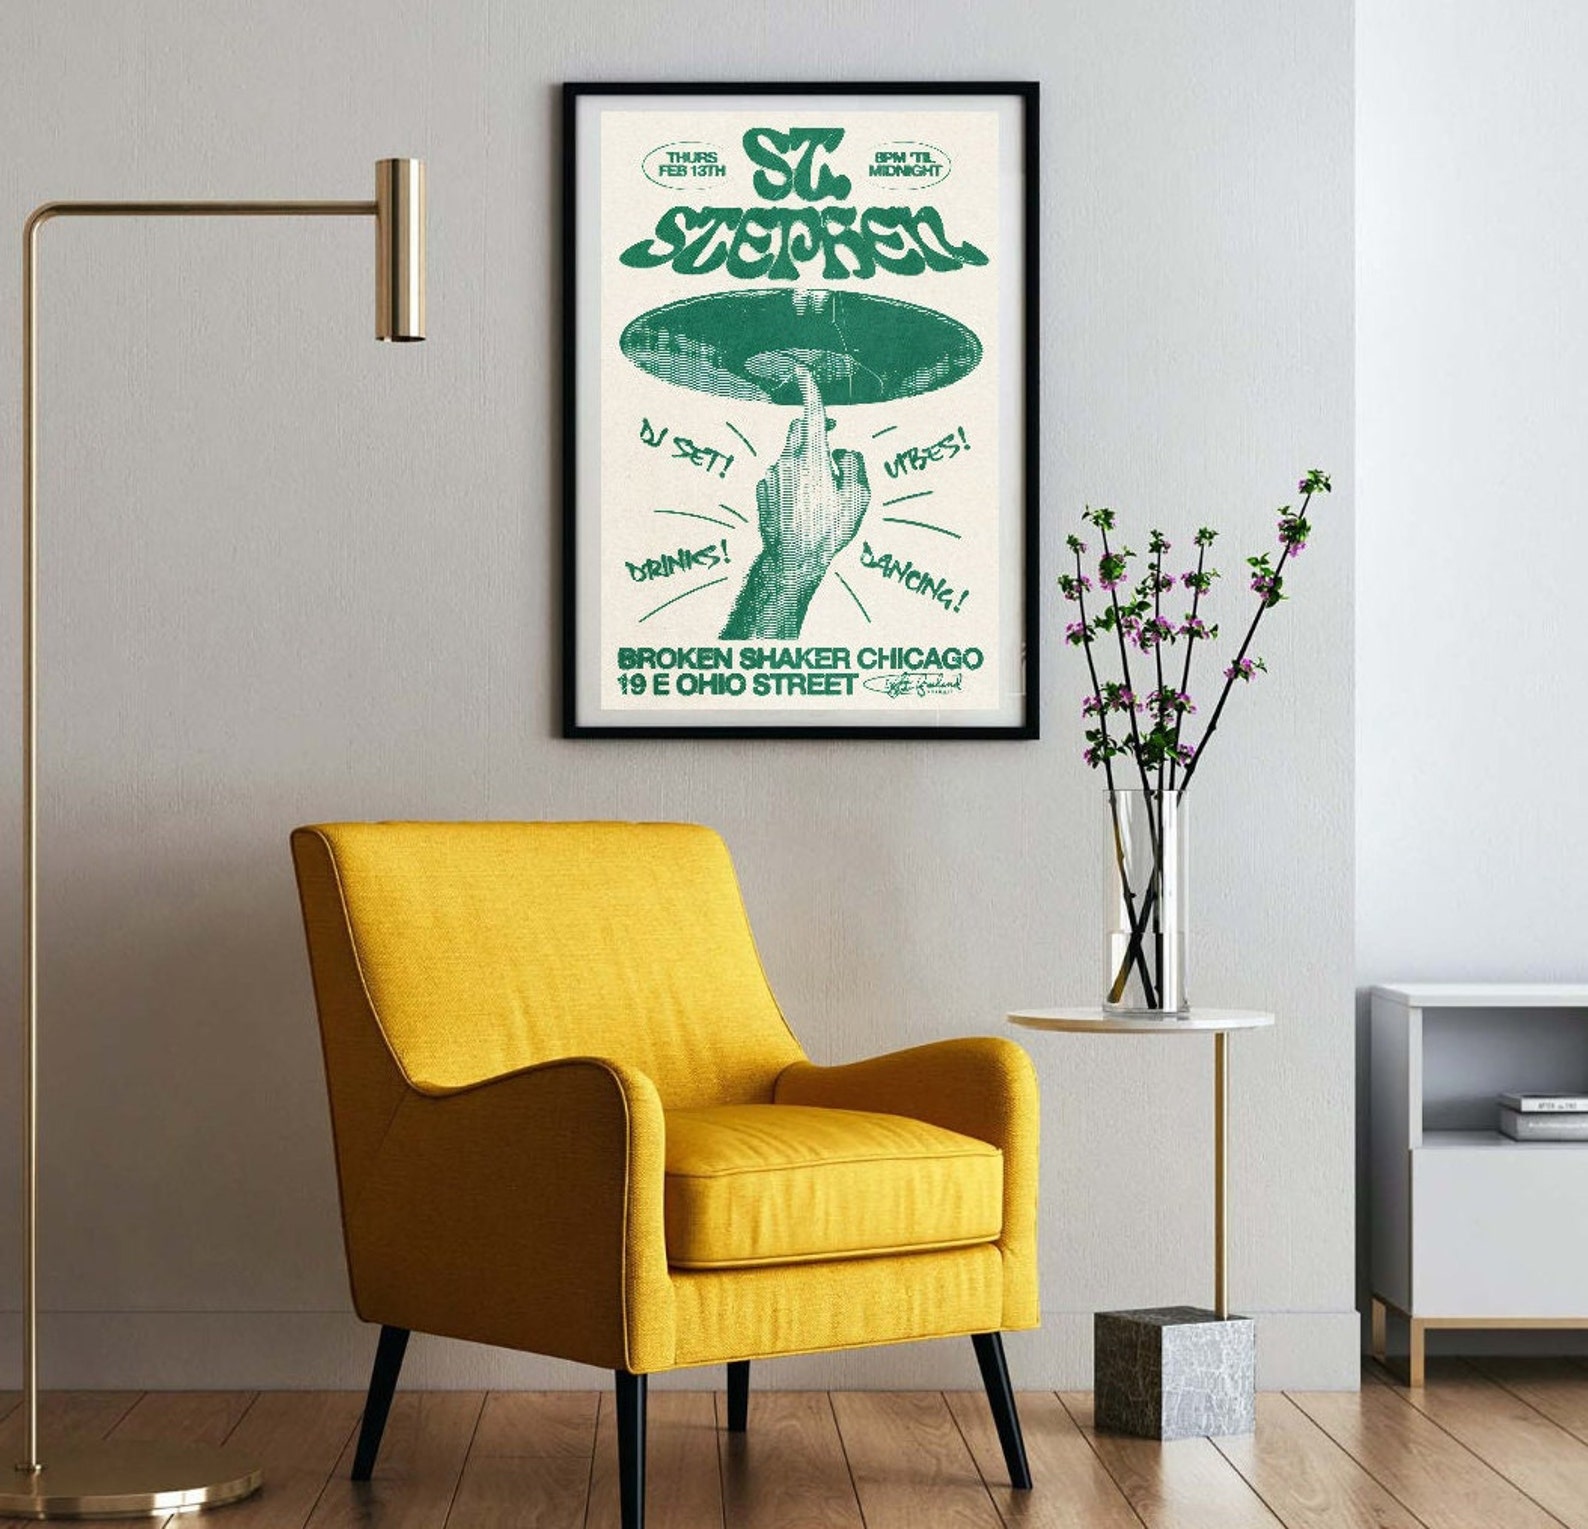 THURS
FEB 13TH
ST.
8PM 'TIL
MIDNIGHT
STEPHEN
DJ SET!
VIBES!
DRINKS!
DANCING!
BROKEN SHAKER CHICAGO
19 E OHIO STREET